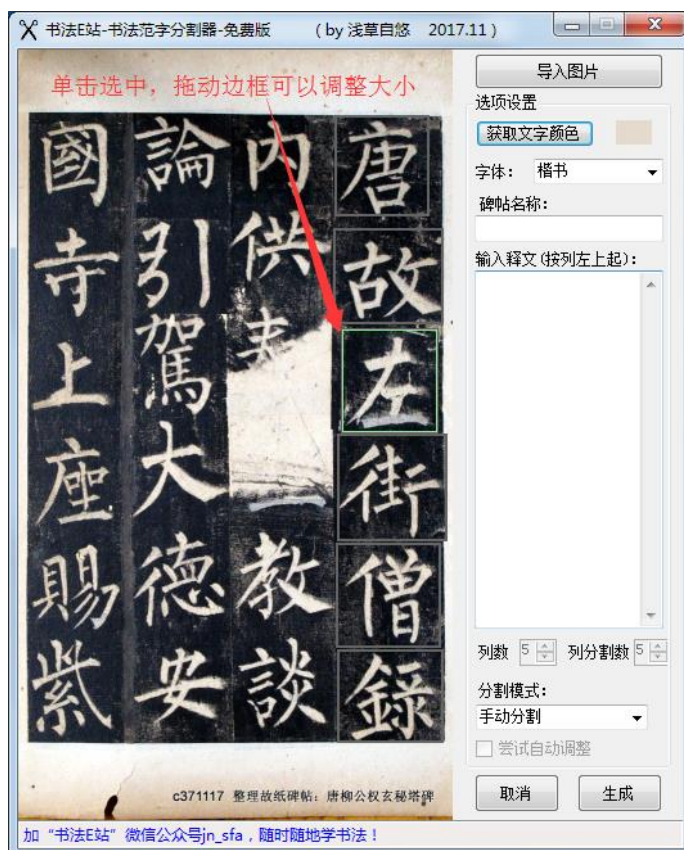 书法E站-书法范字分割器-免费版 （by 浅草自悠 2017.11）
单击选中，拖动边框可以调整大小
唐故左街僧錄
内供教談
論引駕大德安
國寺上座賜紫
c371117 整理故纸碑帖：唐柳公权玄秘塔碑
导入图片
选项设置
获取文字颜色
字体： 楷书
碑帖名称：
输入释文(按列左上起)：
列数 5 列分割数 5
分割模式：
手动分割
尝试自动调整
取消 生成
加“书法E站”微信公众号jn_sfa，随时随地学书法！